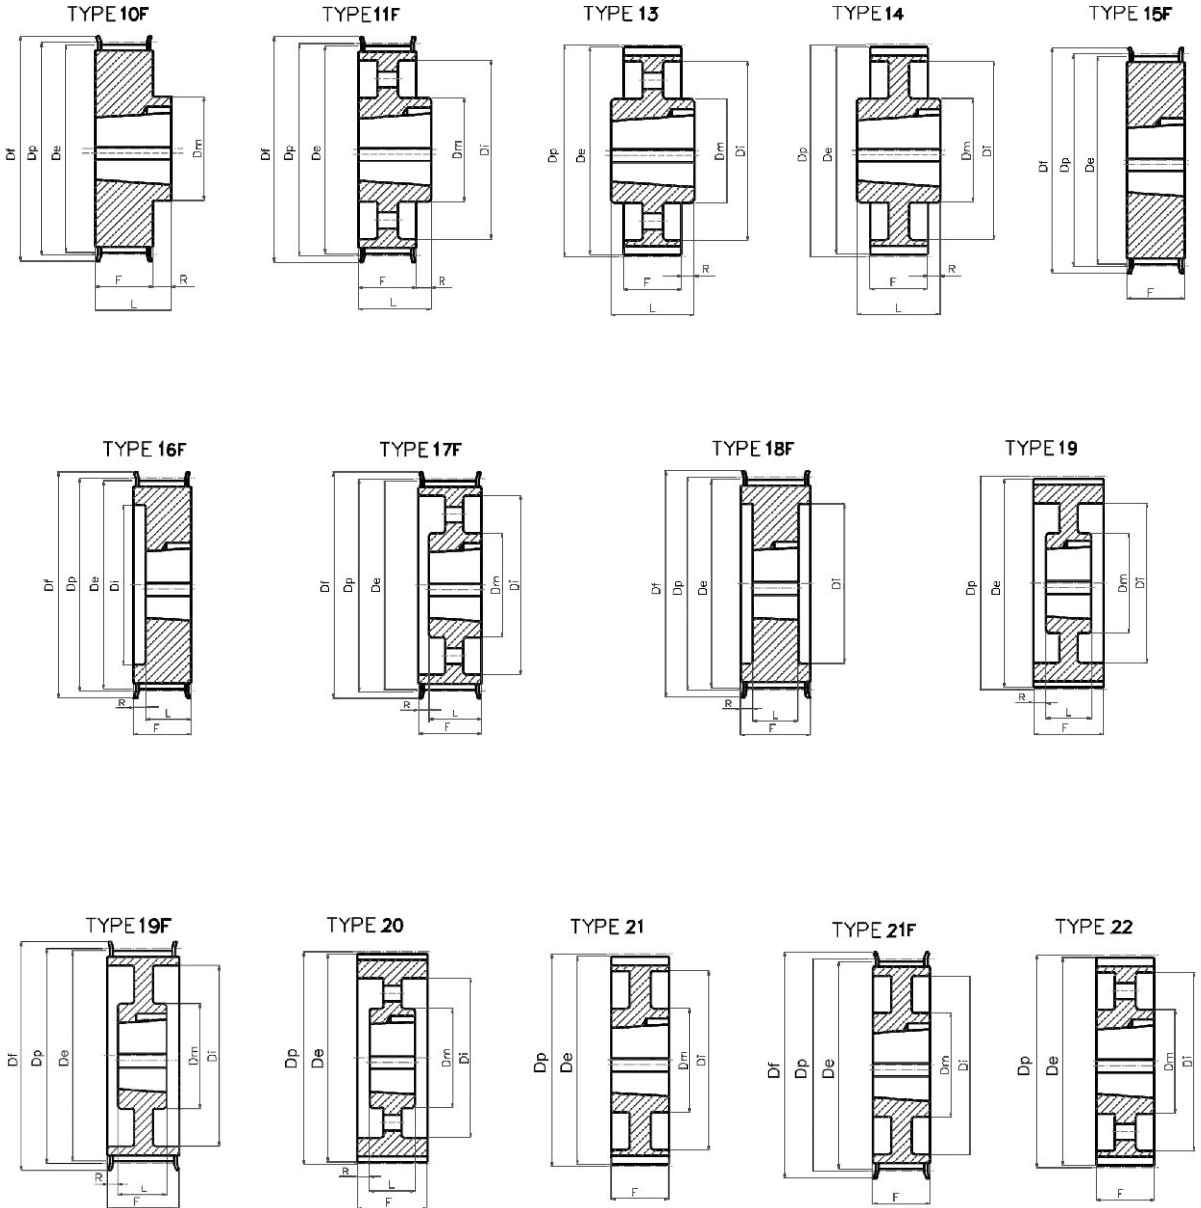 TYPE 10F
TYPE 11F
TYPE 13
TYPE 14
TYPE 15F
Df
Dp
De
Dm
F
R
L
Df
Dp
De
Dm
Di
F
R
L
Dp
De
Dm
Di
R
F
L
Dp
De
Dm
Di
R
F
L
Df
Dp
De
F
TYPE 16F
TYPE 17F
TYPE 18F
TYPE 19
Df
Dp
De
Di
R
L
F
Df
Dp
De
Dm
Di
R
L
F
Df
Dp
De
Di
R
L
F
Dp
De
Dm
Di
R
L
F
TYPE 19F
TYPE 20
TYPE 21
TYPE 21F
TYPE 22
Df
Dp
De
Dm
Di
R
L
F
Dp
De
Dm
Di
R
L
F
Dp
De
Dm
Di
F
Df
Dp
De
Dm
Di
F
Dp
De
Dm
Di
F